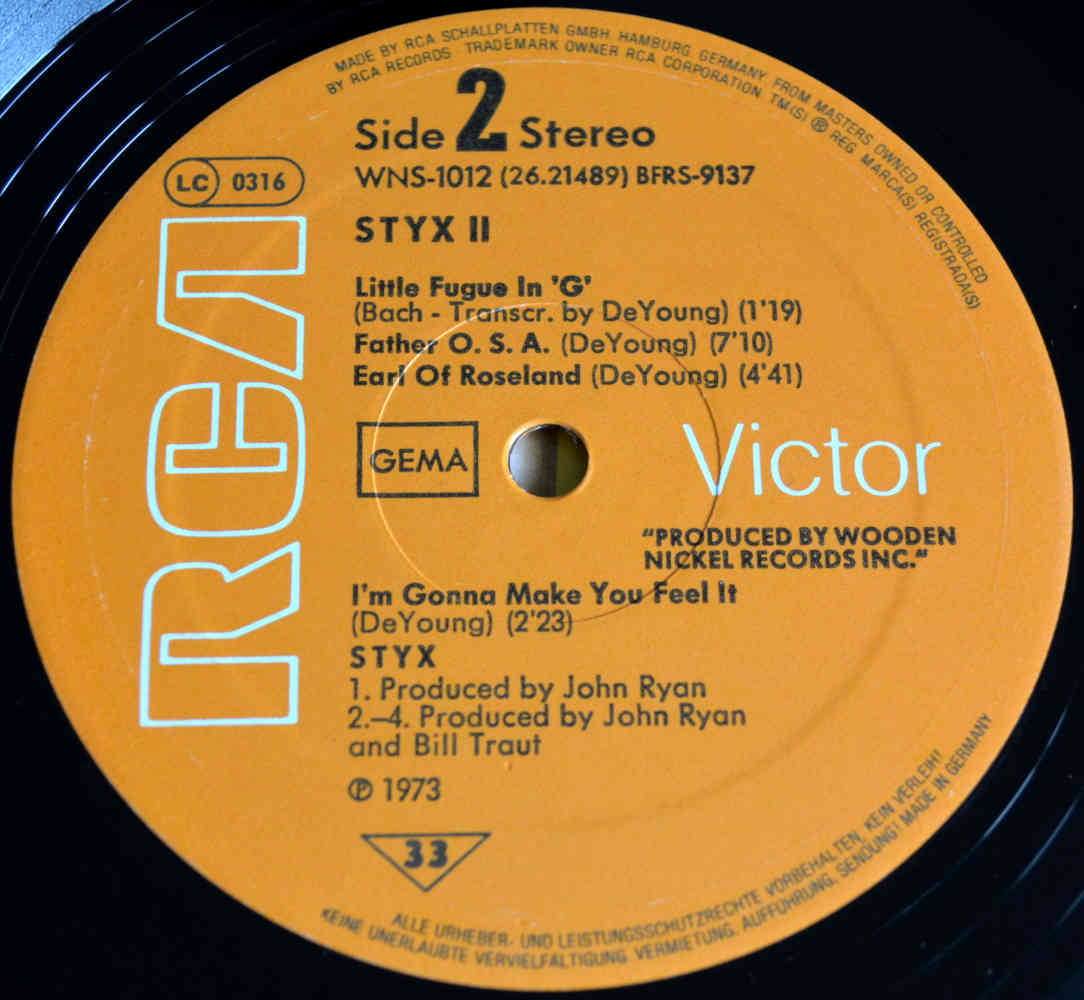 MADE BY RCA SCHALLPLATTEN GMBH HAMBURG, GERMANY, FROM MASTERS OWNED OR CONTROLLED
BY RCA RECORDS TRADEMARK OWNER RCA CORPORATION TM(S) ® REG. MARCA(S) REGISTRADA(S)
Side 2 Stereo
WNS-1012 (26.21489) BFRS-9137
LC 0316
STYX II
Little Fugue In 'G'
(Bach - Transcr. by DeYoung) (1'19)
Father O. S. A. (DeYoung) (7'10)
Earl Of Roseland (DeYoung) (4'41)
RCA
GEMA
Victor
"PRODUCED BY WOODEN
NICKEL RECORDS INC."
I'm Gonna Make You Feel It
(DeYoung) (2'23)
STYX
1. Produced by John Ryan
2.–4. Produced by John Ryan
and Bill Traut
℗ 1973
33
ALLE URHEBER- UND LEISTUNGSSCHUTZRECHTE VORBEHALTEN, KEIN VERLEIH!
KEINE UNERLAUBTE VERVIELFÄLTIGUNG, VERMIETUNG, AUFFÜHRUNG, SENDUNG! MADE IN GERMANY